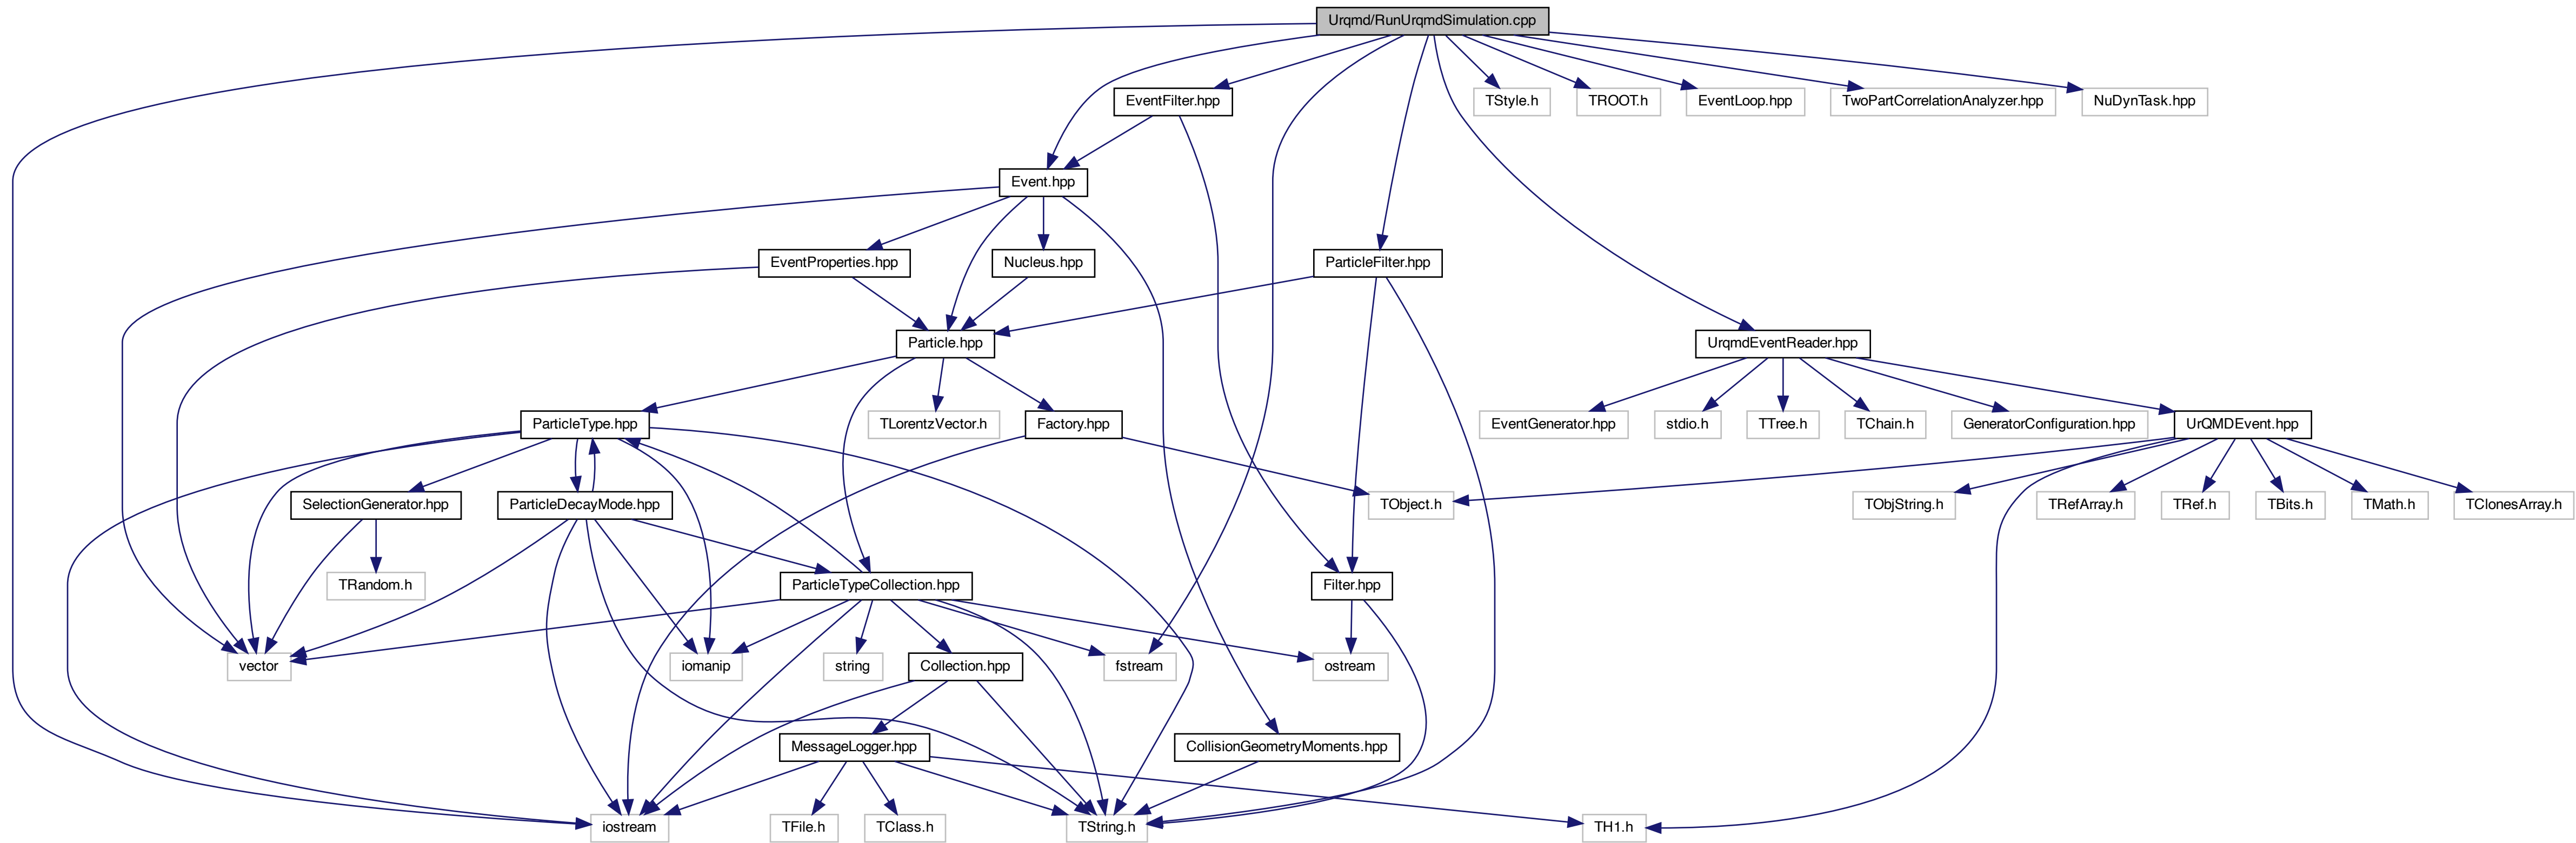 Urqmd/RunUrqmdSimulation.cpp
EventFilter.hpp
TStyle.h
TROOT.h
EventLoop.hpp
TwoPartCorrelationAnalyzer.hpp
NuDynTask.hpp
Event.hpp
EventProperties.hpp
Nucleus.hpp
ParticleFilter.hpp
Particle.hpp
UrqmdEventReader.hpp
ParticleType.hpp
TLorentzVector.h
Factory.hpp
EventGenerator.hpp
stdio.h
TTree.h
TChain.h
GeneratorConfiguration.hpp
UrQMDEvent.hpp
SelectionGenerator.hpp
ParticleDecayMode.hpp
TObject.h
TObjString.h
TRefArray.h
TRef.h
TBits.h
TMath.h
TClonesArray.h
TRandom.h
ParticleTypeCollection.hpp
Filter.hpp
vector
iomanip
string
Collection.hpp
fstream
ostream
MessageLogger.hpp
CollisionGeometryMoments.hpp
iostream
TFile.h
TClass.h
TString.h
TH1.h